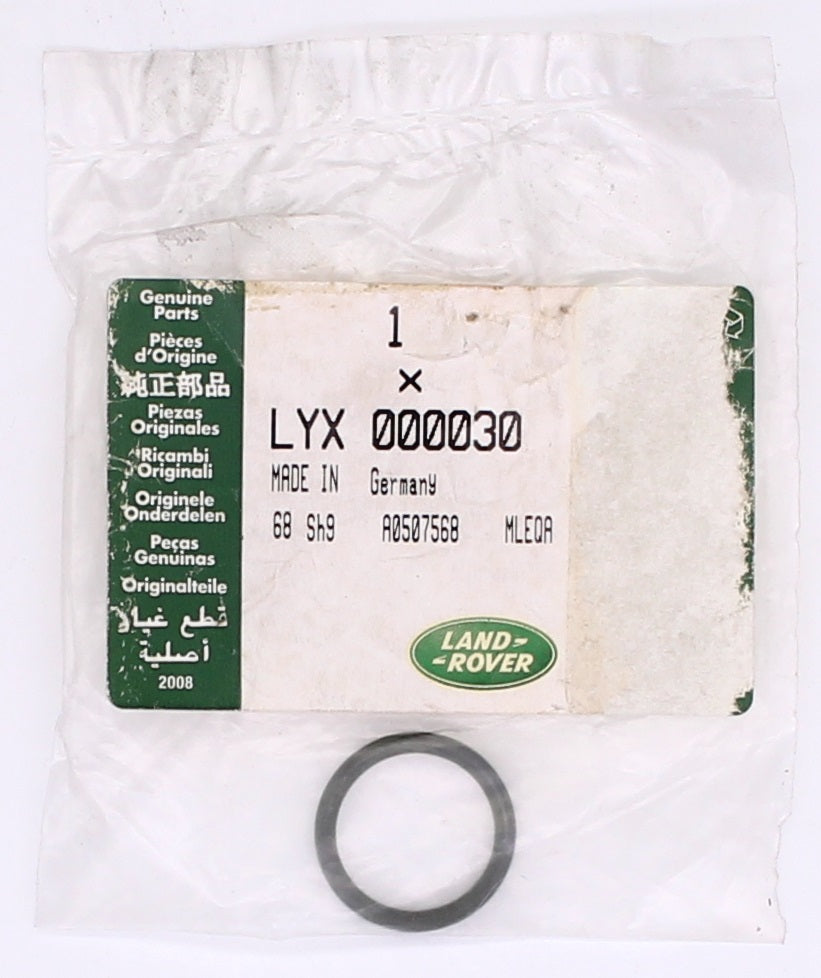 Genuine
Parts
Pièces
d'Origine
純正部品
Piezas
Originales
Ricambi
Originali
Originele
Onderdelen
Peças
Genuinas
Originalteile
قطع غيار
أصلية
2008
1
×
LYX 000030
MADE IN Germany
68 Sh9 A0507568 MLEQA
LAND-
-ROVER